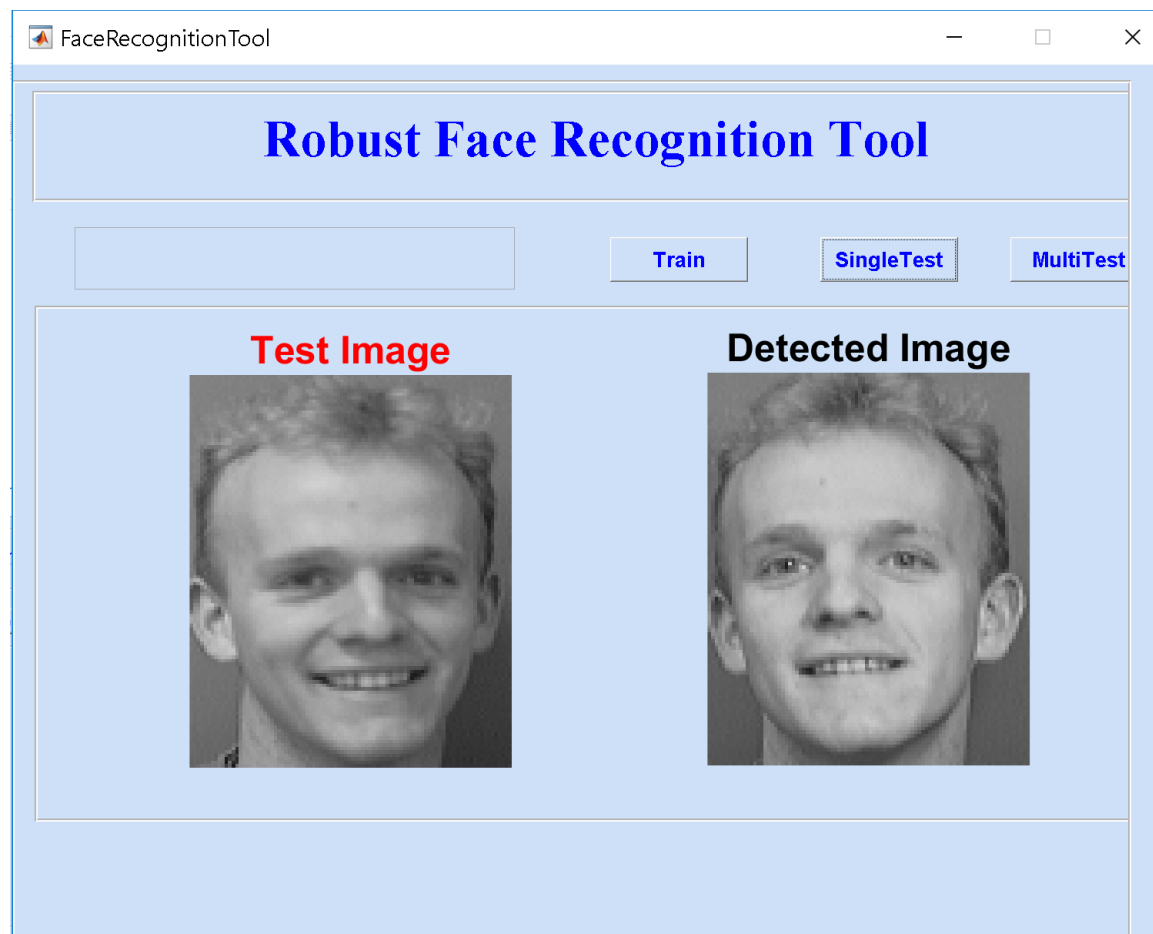 FaceRecognitionTool
Robust Face Recognition Tool
Train
SingleTest
MultiTest
Test Image
Detected Image